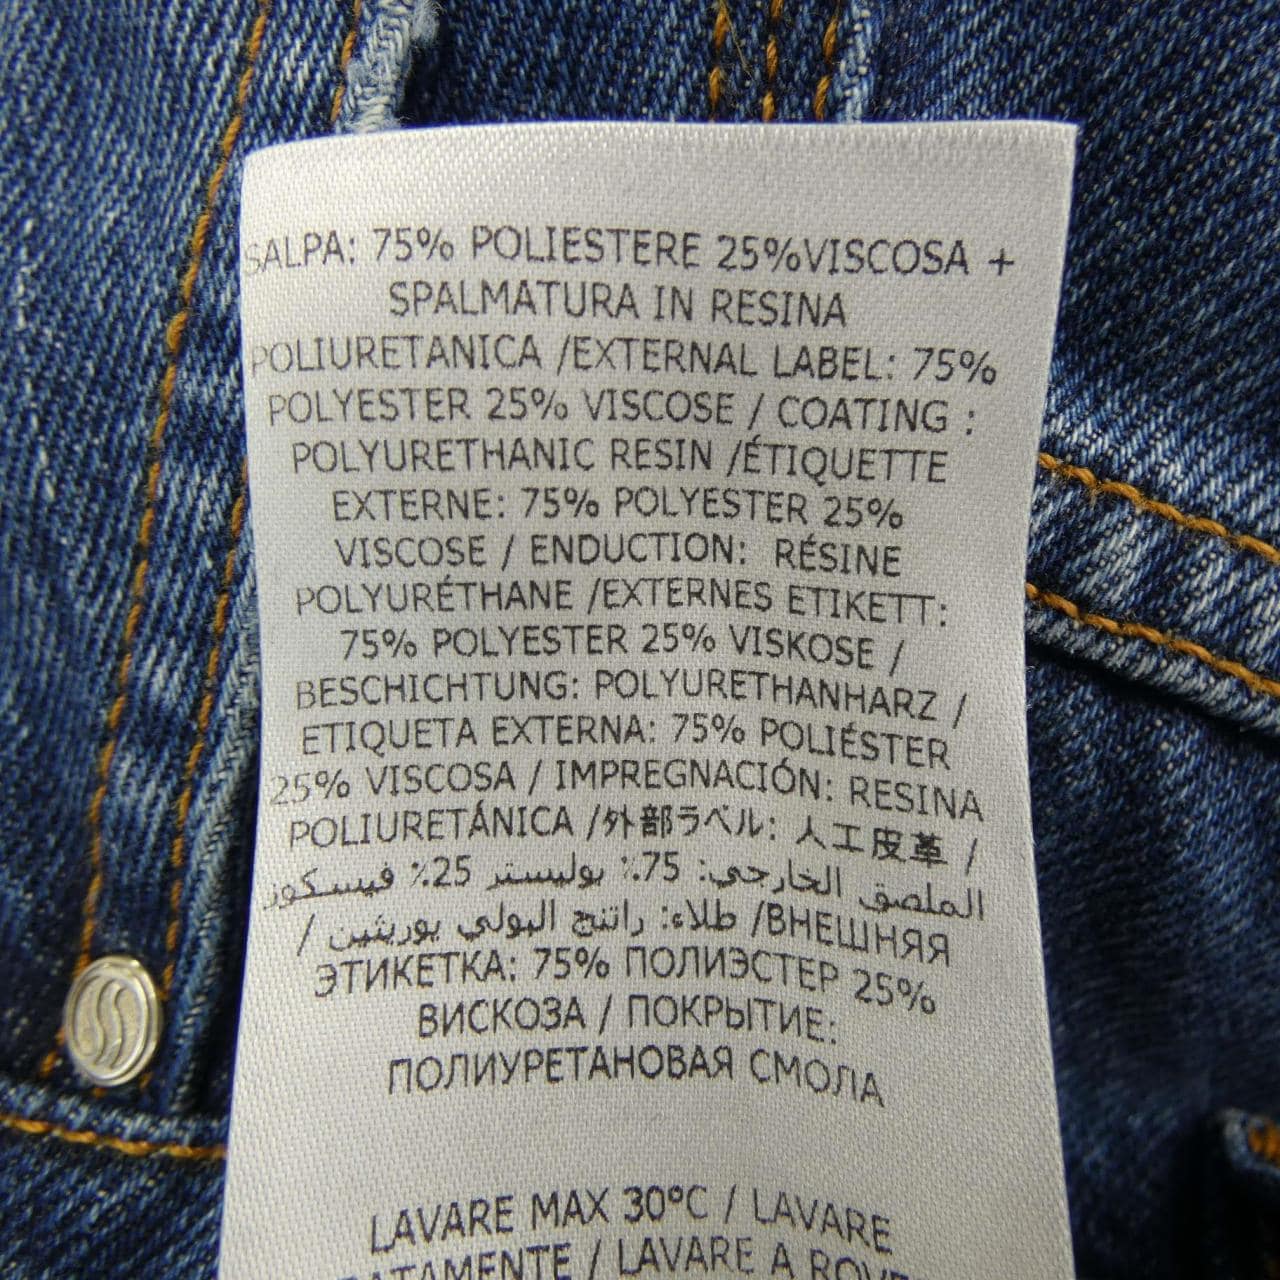 SALPA: 75% POLIESTERE 25%VISCOSA +
SPALMATURA IN RESINA
POLIURETANICA /EXTERNAL LABEL: 75%
POLYESTER 25% VISCOSE / COATING :
POLYURETHANIC RESIN /ÉTIQUETTE
EXTERNE: 75% POLYESTER 25%
VISCOSE / ENDUCTION: RÉSINE
POLYURÉTHANE /EXTERNES ETIKETT:
75% POLYESTER 25% VISKOSE /
BESCHICHTUNG: POLYURETHANHARZ /
ETIQUETA EXTERNA: 75% POLIÉSTER
25% VISCOSA / IMPREGNACIÓN: RESINA
POLIURETÁNICA /外部ラベル: 人工皮革 /
الملصق الخارجي: 75٪ بوليستر 25٪ فيسكوز
/ طلاء: راتنج البولي يوريثين /ВНЕШНЯЯ
ЭТИКЕТКА: 75% ПОЛИЭСТЕР 25%
ВИСКОЗА / ПОКРЫТИЕ:
ПОЛИУРЕТАНОВАЯ СМОЛА
LAVARE MAX 30°C / LAVARE
/ LAVARE A